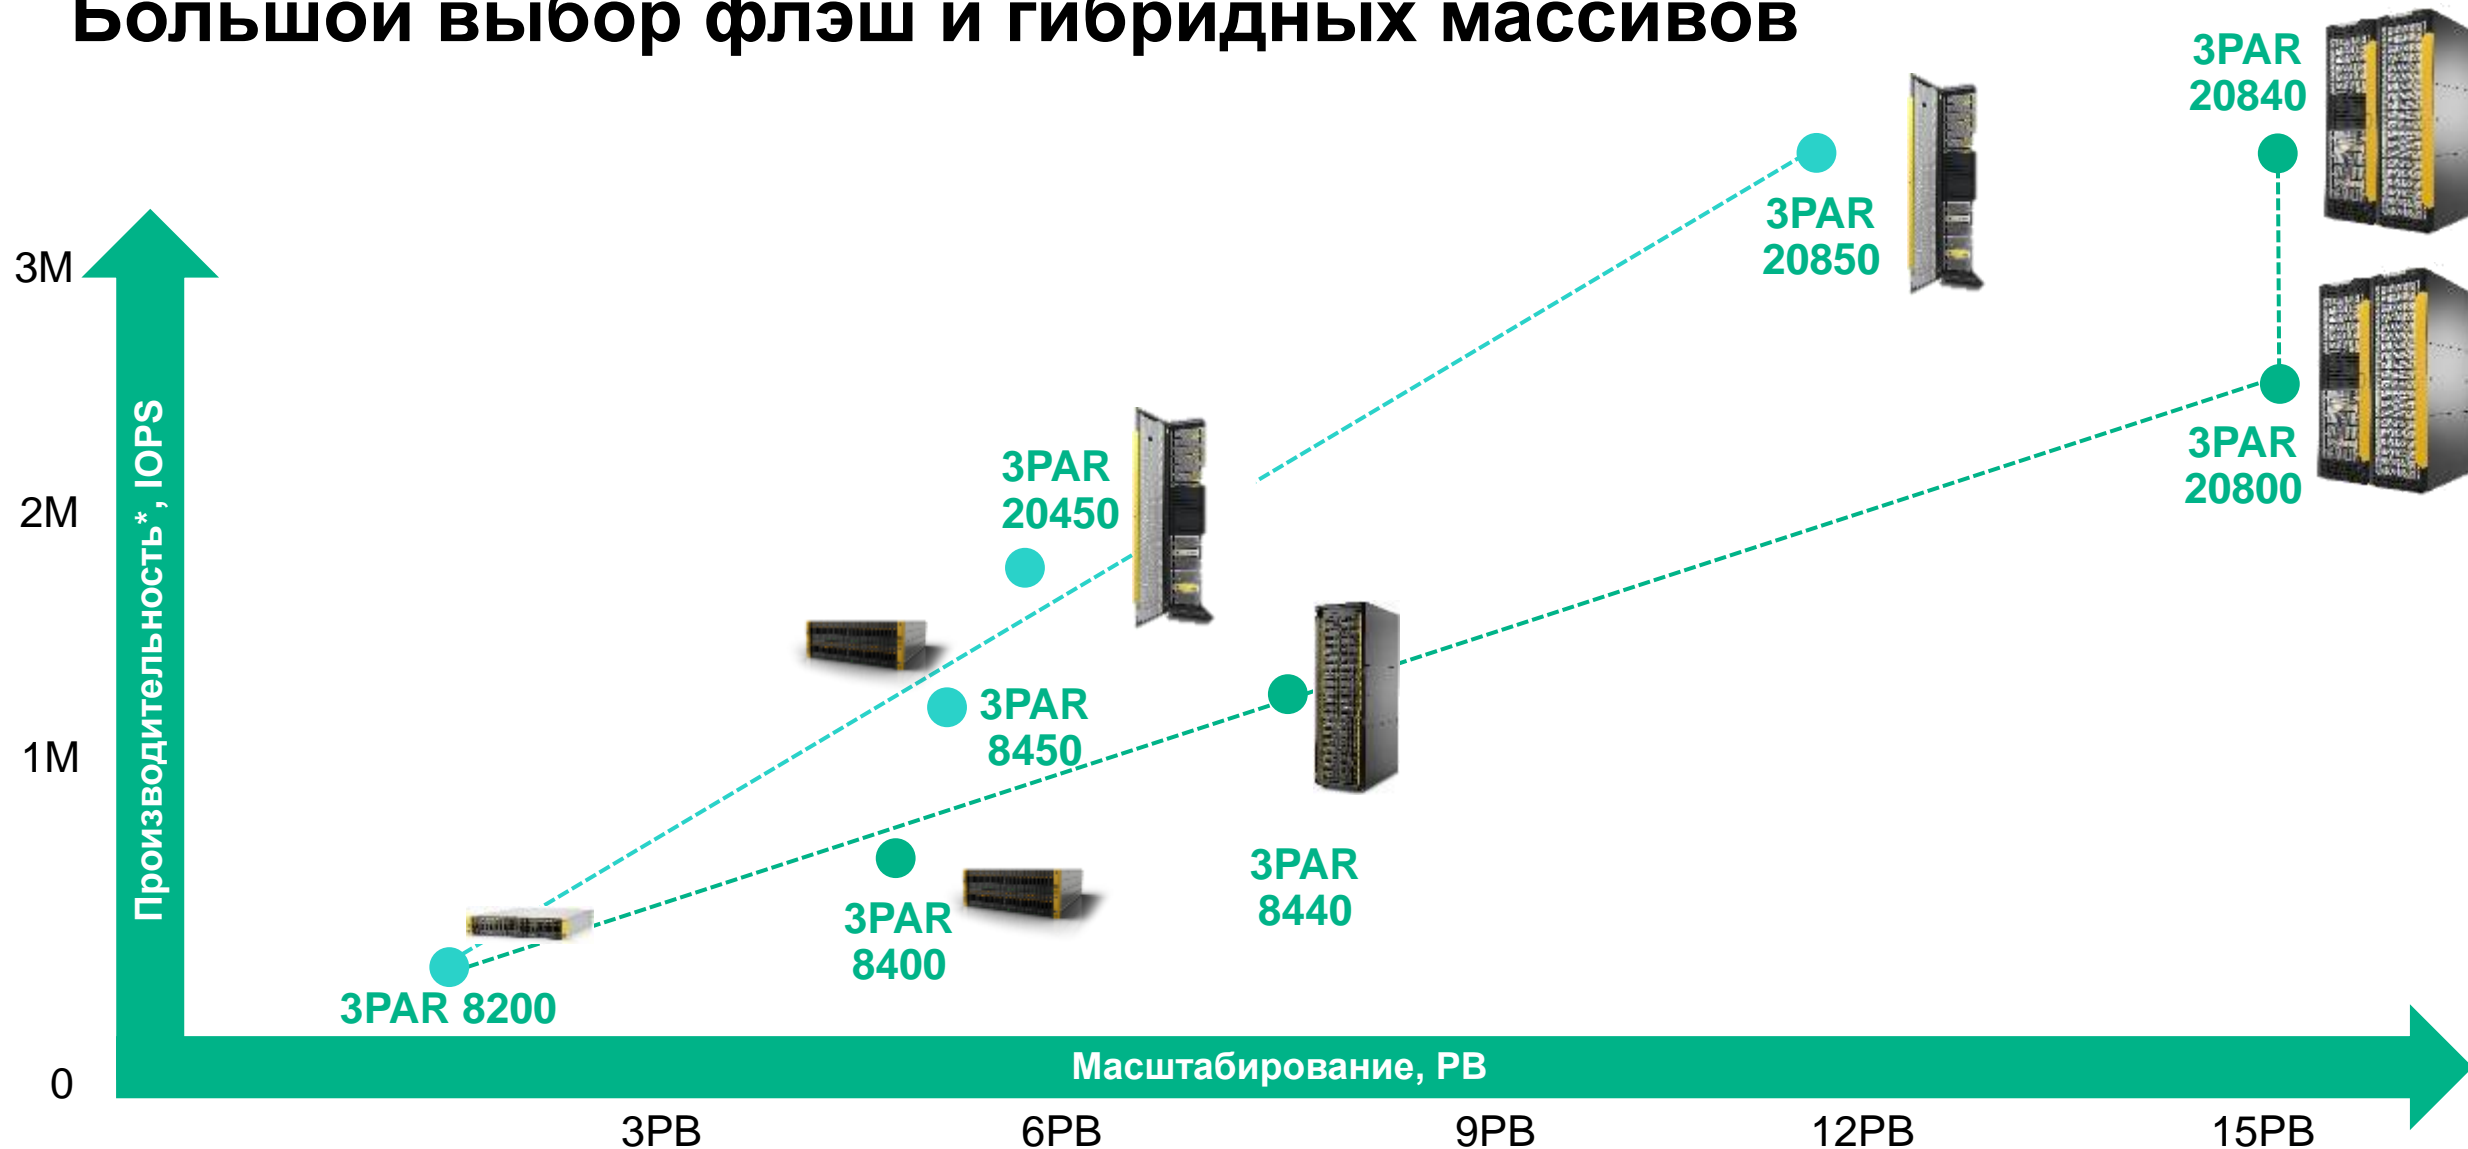 Большой выбор флэш и гибридных массивов
3PAR
20840
3PAR
20850
3M
3PAR
20800
3PAR
20450
2M
Производительность*, IOPS
3PAR
8450
1M
3PAR
8440
3PAR
8400
3PAR 8200
0
Масштабирование, PB
3PB
6PB
9PB
12PB
15PB